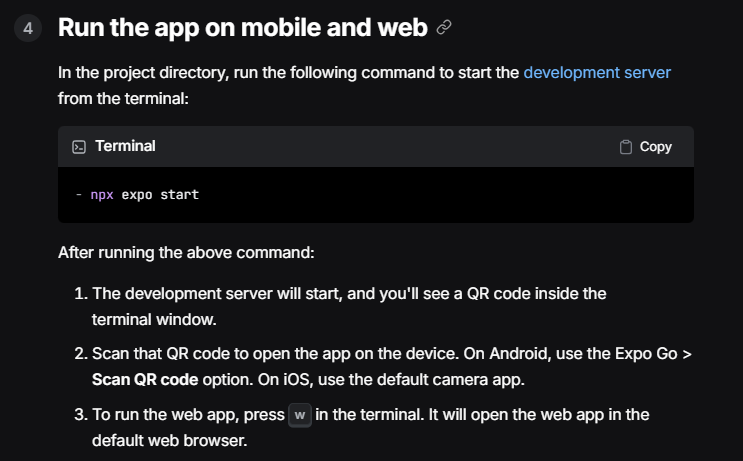 4 Run the app on mobile and web
In the project directory, run the following command to start the development server
from the terminal:
Terminal Copy
- npx expo start
After running the above command:
1. The development server will start, and you'll see a QR code inside the
terminal window.
2. Scan that QR code to open the app on the device. On Android, use the Expo Go >
Scan QR code option. On iOS, use the default camera app.
3. To run the web app, press w in the terminal. It will open the web app in the
default web browser.